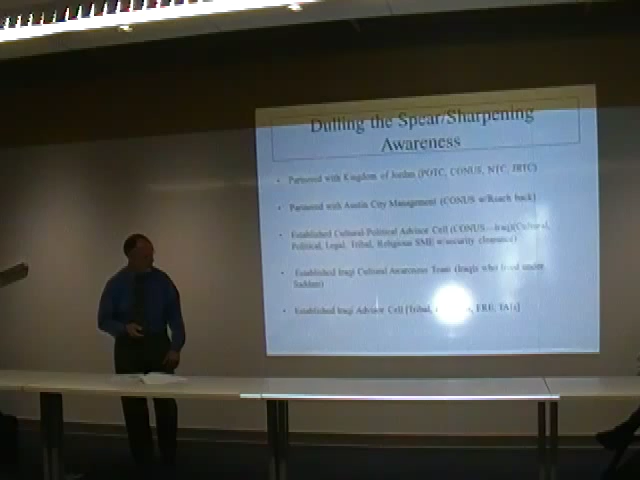 Dulling the Spear/Sharpening
Awareness
• Partnered with Kingdom of Jordan (POTC, CONUS, NTC, JRTC)
• Partnered with Austin City Management (CONUS w/Reach back)
• Established Cultural Political Advisor Cell (CONUS—Iraq)(Cultural,
Political, Legal, Tribal, Religious SME w/security clearance)
• Established Iraqi Cultural Awareness Team (Iraqis who lived under
Saddam)
• Established Iraqi Advisor Cell [Tribal,